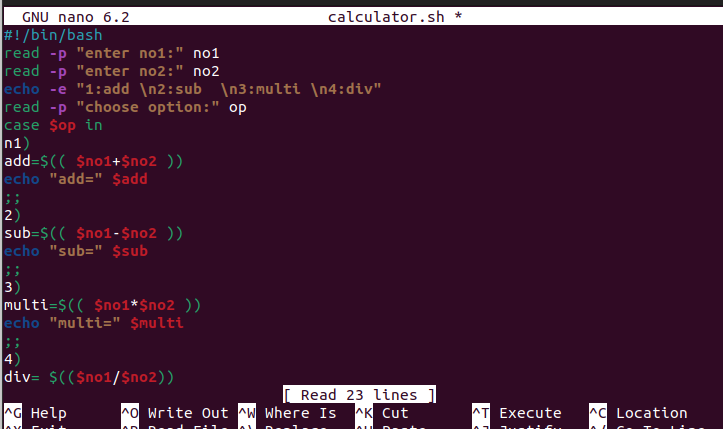 GNU nano 6.2 calculator.sh *
#!/bin/bash
read -p "enter no1:" no1
read -p "enter no2:" no2
echo -e "1:add \n2:sub  \n3:multi \n4:div"
read -p "choose option:" op
case $op in
n1)
add=$(( $no1+$no2 ))
echo "add=" $add
;;
2)
sub=$(( $no1-$no2 ))
echo "sub=" $sub
;;
3)
multi=$(( $no1*$no2 ))
echo "multi=" $multi
;;
4)
div= $(($no1/$no2))
[ Read 23 lines ]
^G Help ^O Write Out ^W Where Is ^K Cut ^T Execute ^C Location